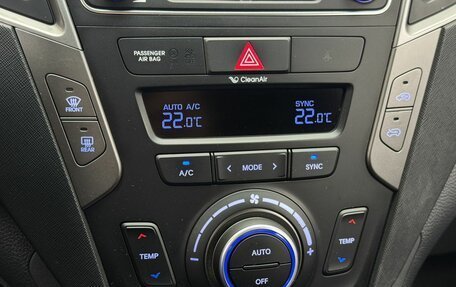 PASSENGER
AIR BAG
CleanAir
AUTO A/C SYNC
22.0°C 22.0°C
FRONT
REAR
A/C
< MODE >
SYNC
TEMP
AUTO
OFF
TEMP
- +